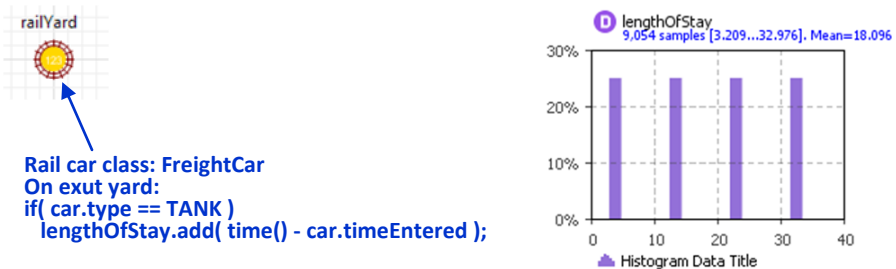 railYard
123
Rail car class: FreightCar
On exut yard:
if( car.type == TANK )
lengthOfStay.add( time() - car.timeEntered );
D lengthOfStay
9,054 samples [3.209...32.976]. Mean=18.096
30%
20%
10%
0%
0 10 20 30 40
Histogram Data Title